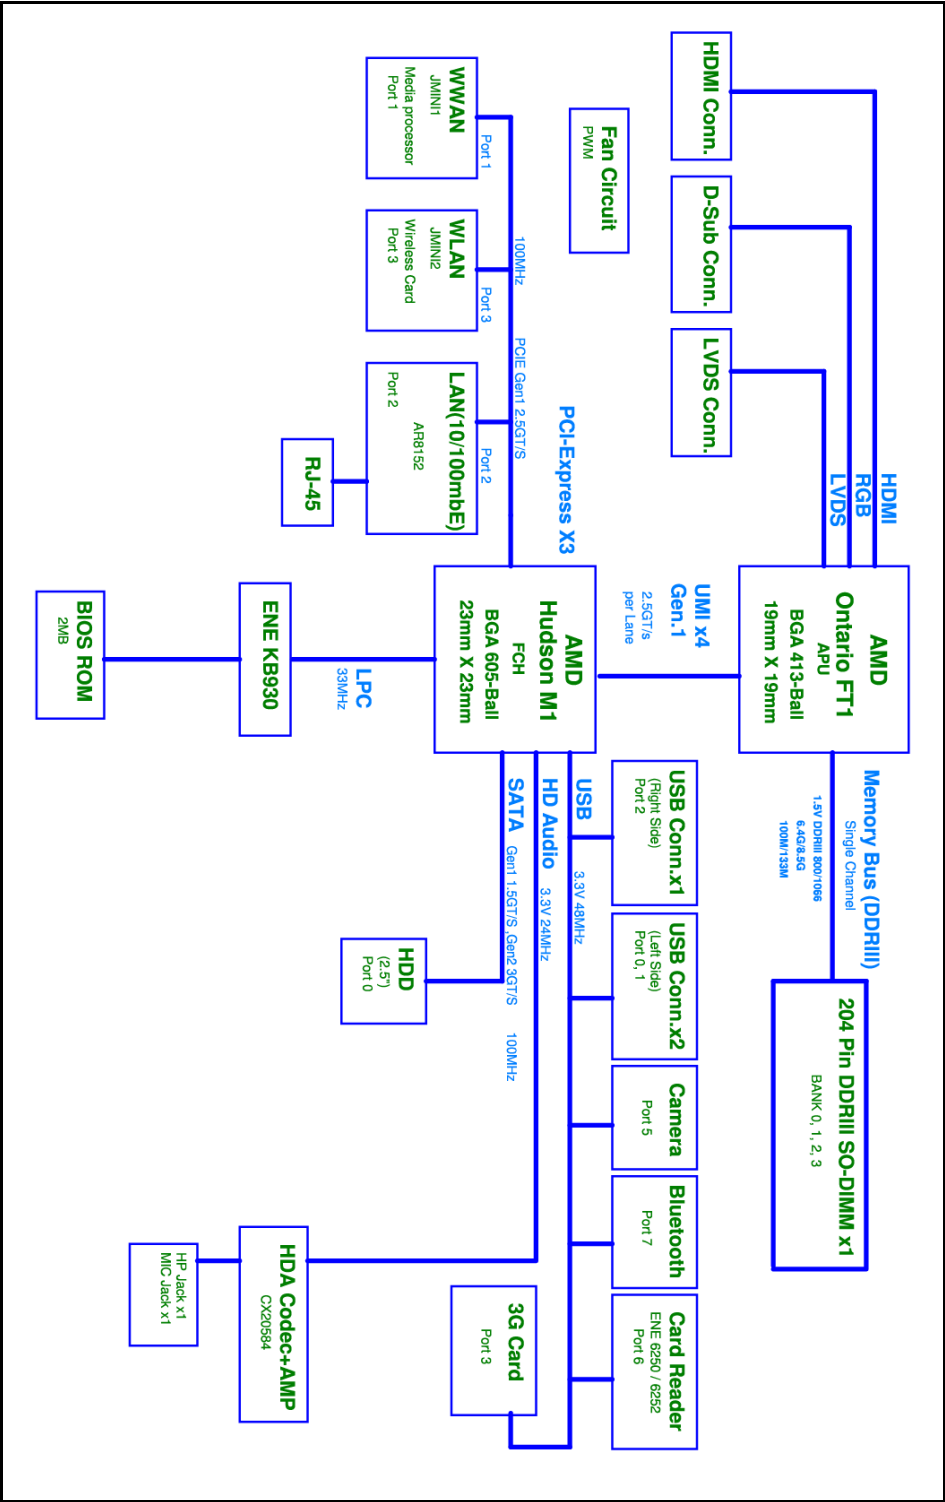 HDMI Conn.
D-Sub Conn.
LVDS Conn.
HDMI
RGB
LVDS
AMD
Ontario FT1
APU
BGA 413-Ball
19mm X 19mm
Memory Bus (DDRIII)
Single Channel
1.5V DDRIII 800/1066
6.4G/8.5G
100M/133M
204 Pin DDRIII SO-DIMM x1
BANK 0, 1, 2, 3
Fan Circuit
PWM
UMI x4
Gen.1
2.5GT/s
per Lane
USB Conn.x1
(Right Side)
Port 2
USB Conn.x2
(Left Side)
Port 0, 1
Camera
Port 5
Bluetooth
Port 7
Card Reader
ENE 6250 / 6252
Port 6
WWAN
JMINI1
Media processor
Port 1
Port 1
WLAN
JMINI2
Wireless Card
Port 3
Port 3
LAN(10/100mbE)
AR8152
Port 2
Port 2
100MHz
PCIE Gen1 2.5GT/S
PCI-Express X3
RJ-45
AMD
Hudson M1
FCH
BGA 605-Ball
23mm X 23mm
USB
3.3V 48MHz
HD Audio
3.3V 24MHz
SATA
Gen1 1.5GT/S ,Gen2 3GT/S
100MHz
3G Card
Port 3
HDD
(2.5")
Port 0
LPC
33MHz
ENE KB930
BIOS ROM
2MB
HDA Codec+AMP
CX20584
HP Jack x1
MIC Jack x1